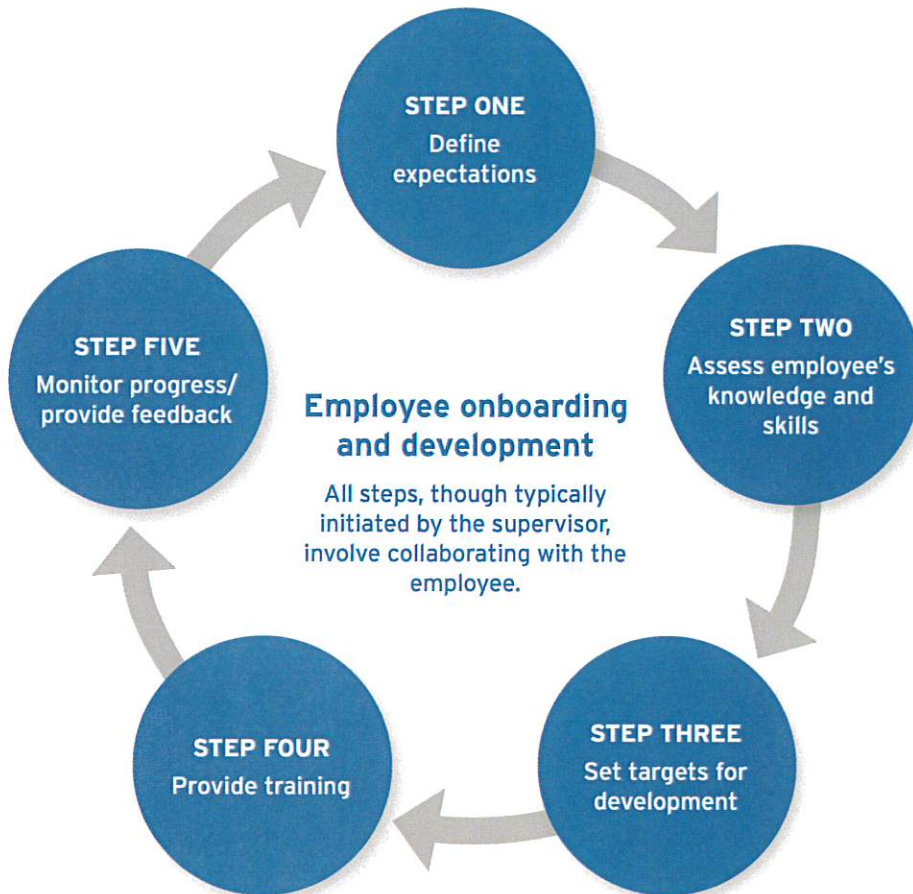 STEP ONE
Define
expectations
STEP TWO
Assess employee's
knowledge and
skills
STEP THREE
Set targets for
development
STEP FOUR
Provide training
STEP FIVE
Monitor progress/
provide feedback
Employee onboarding
and development
All steps, though typically
initiated by the supervisor,
involve collaborating with the
employee.